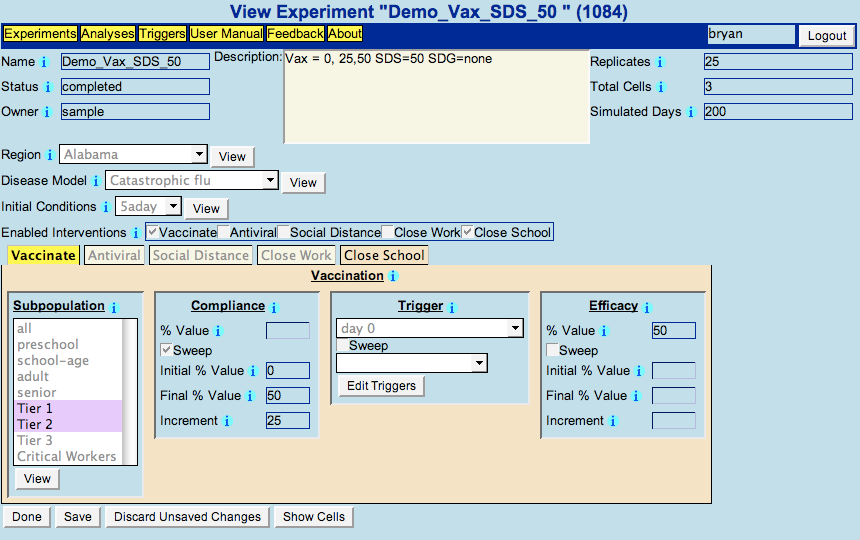 View Experiment "Demo_Vax_SDS_50 " (1084)
Experiments Analyses Triggers User Manual Feedback About bryan Logout
Name i Demo_Vax_SDS_50 Description: Vax = 0, 25,50 SDS=50 SDG=none Replicates i 25
Status i completed Total Cells i 3
Owner i sample Simulated Days i 200
Region i Alabama View
Disease Model i Catastrophic flu View
Initial Conditions i 5aday View
Enabled Interventions i Vaccinate Antiviral Social Distance Close Work Close School
Vaccinate Antiviral Social Distance Close Work Close School
Vaccination i
Subpopulation i
all
preschool
school-age
adult
senior
Tier 1
Tier 2
Tier 3
Critical Workers
View
Compliance i
% Value i
Sweep
Initial % Value i 0
Final % Value i 50
Increment i 25
Trigger i
day 0
Sweep
Edit Triggers
Efficacy i
% Value i 50
Sweep
Initial % Value i
Final % Value i
Increment i
Done Save Discard Unsaved Changes Show Cells